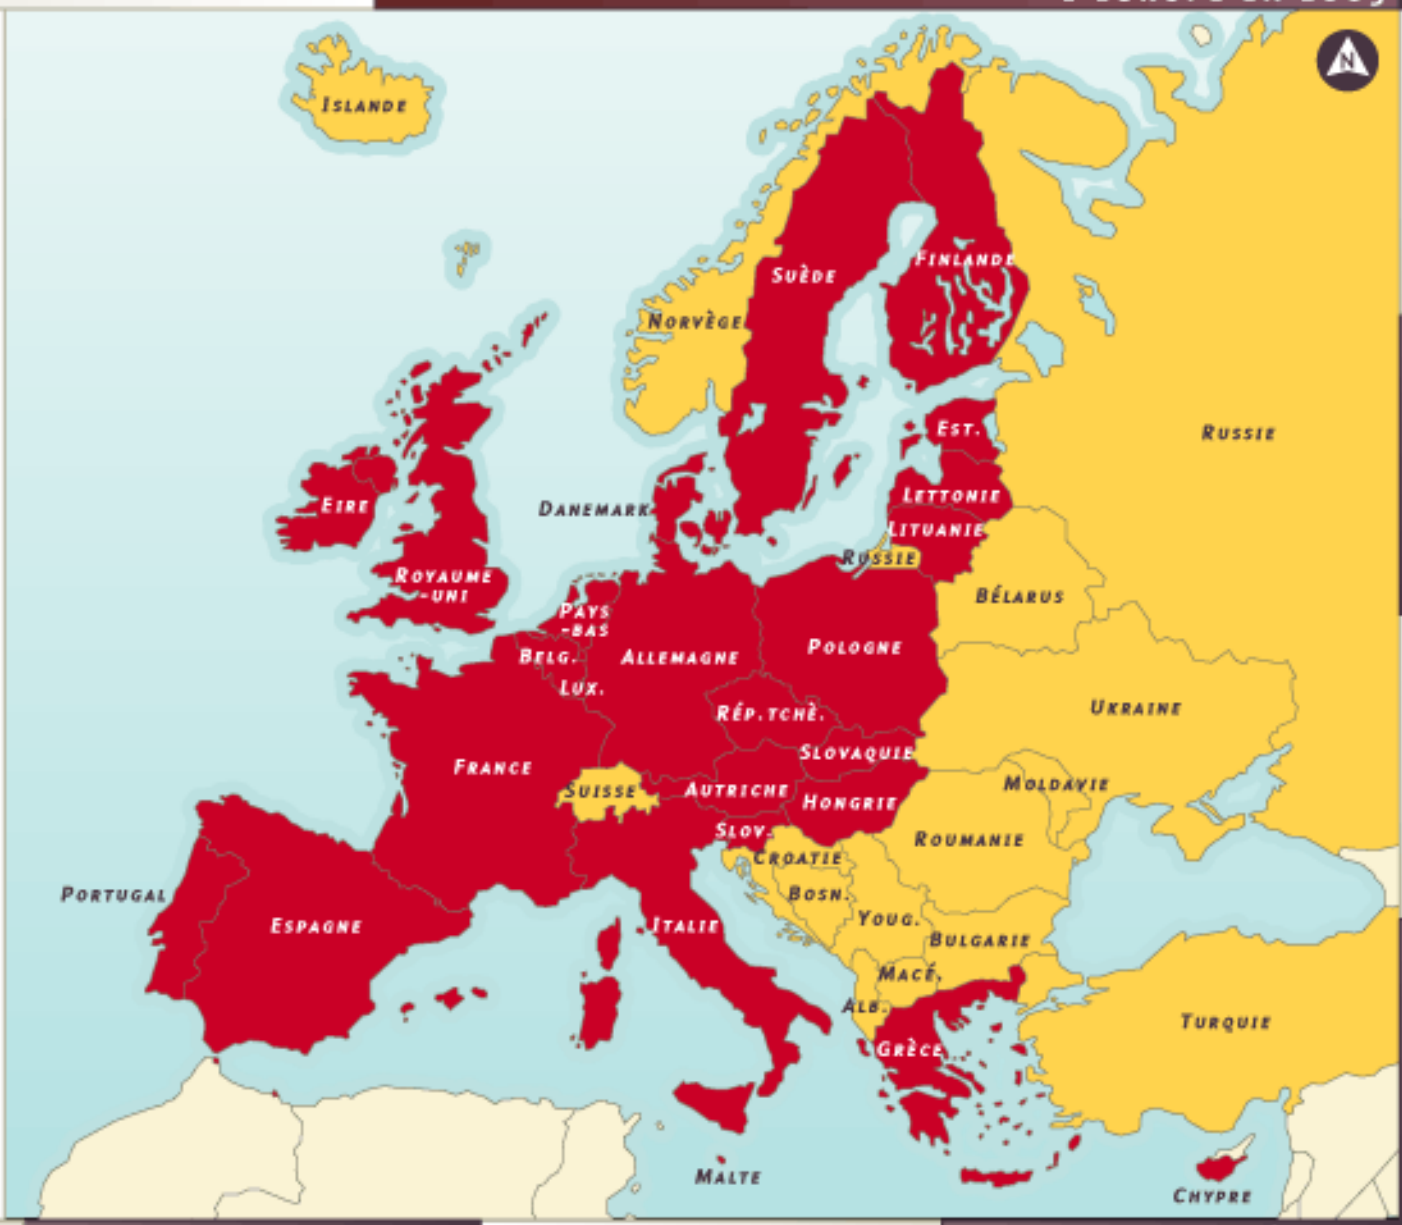 N
ISLANDE
FINLANDE
SUÈDE
NORVÈGE
RUSSIE
EST.
LETTONIE
EIRE
DANEMARK
LITUANIE
RUSSIE
ROYAUME
-UNI
BÉLARUS
PAYS
-BAS
POLOGNE
BELG.
ALLEMAGNE
LUX.
UKRAINE
RÉP.TCHÈ.
SLOVAQUIE
FRANCE
MOLDAVIE
SUISSE
AUTRICHE
HONGRIE
SLOV.
ROUMANIE
CROATIE
PORTUGAL
BOSN.
ESPAGNE
ITALIE
YOUG.
BULGARIE
MACÉ.
ALB.
TURQUIE
GRÈCE
MALTE
CHYPRE